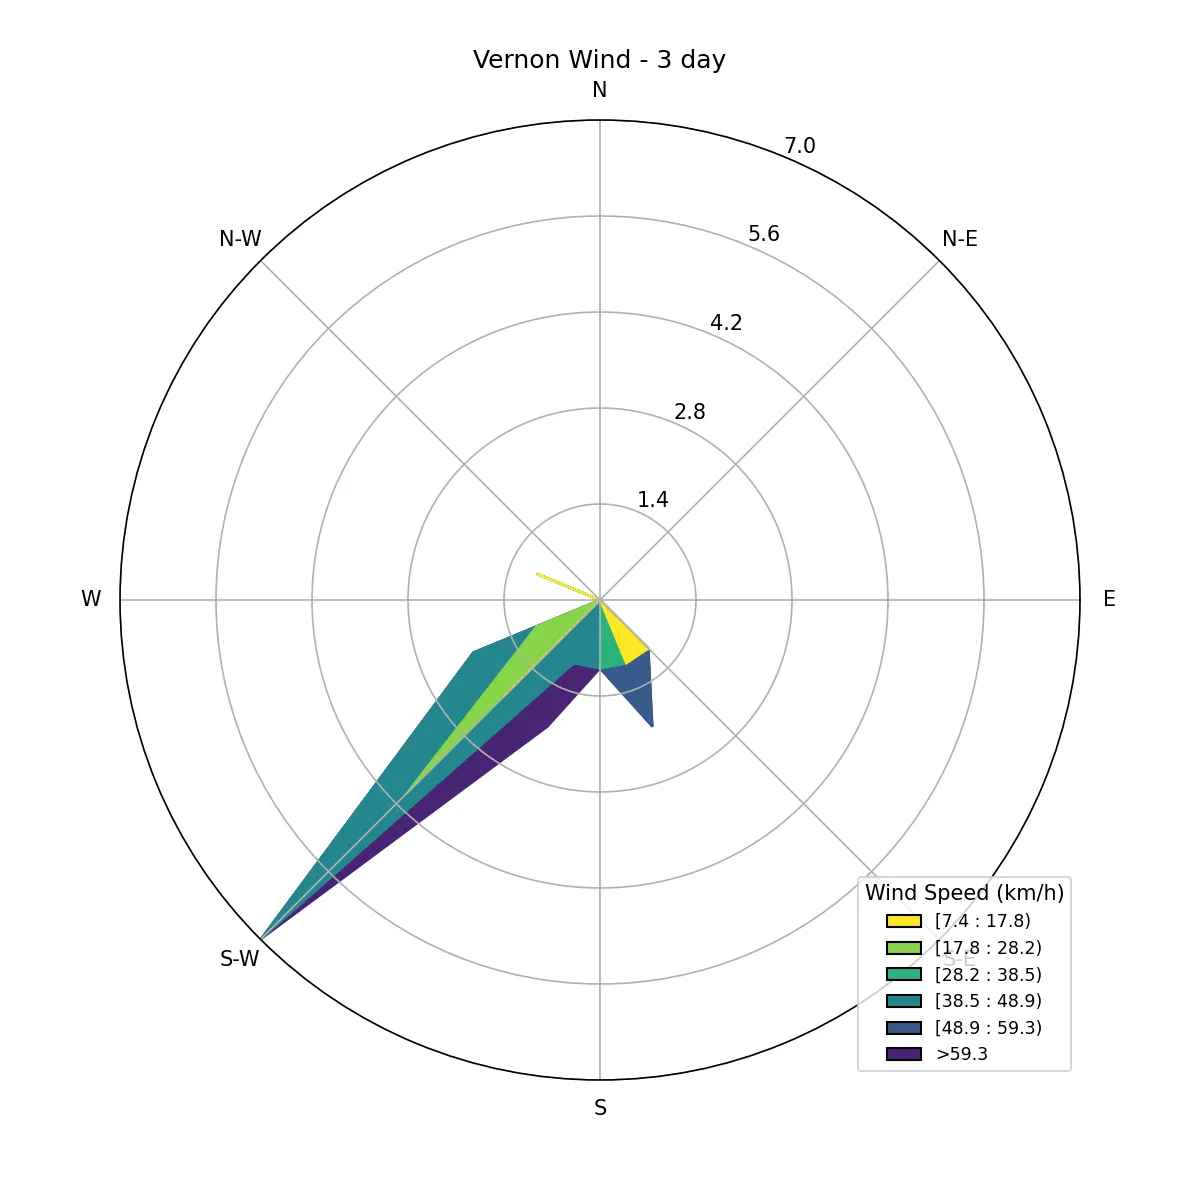 Vernon Wind - 3 day
N
7.0
N-W
5.6
N-E
4.2
2.8
1.4
W
E
Wind Speed (km/h)
[7.4 : 17.8)
[17.8 : 28.2)
S-W
S-E
[28.2 : 38.5)
[38.5 : 48.9)
[48.9 : 59.3)
>59.3
S